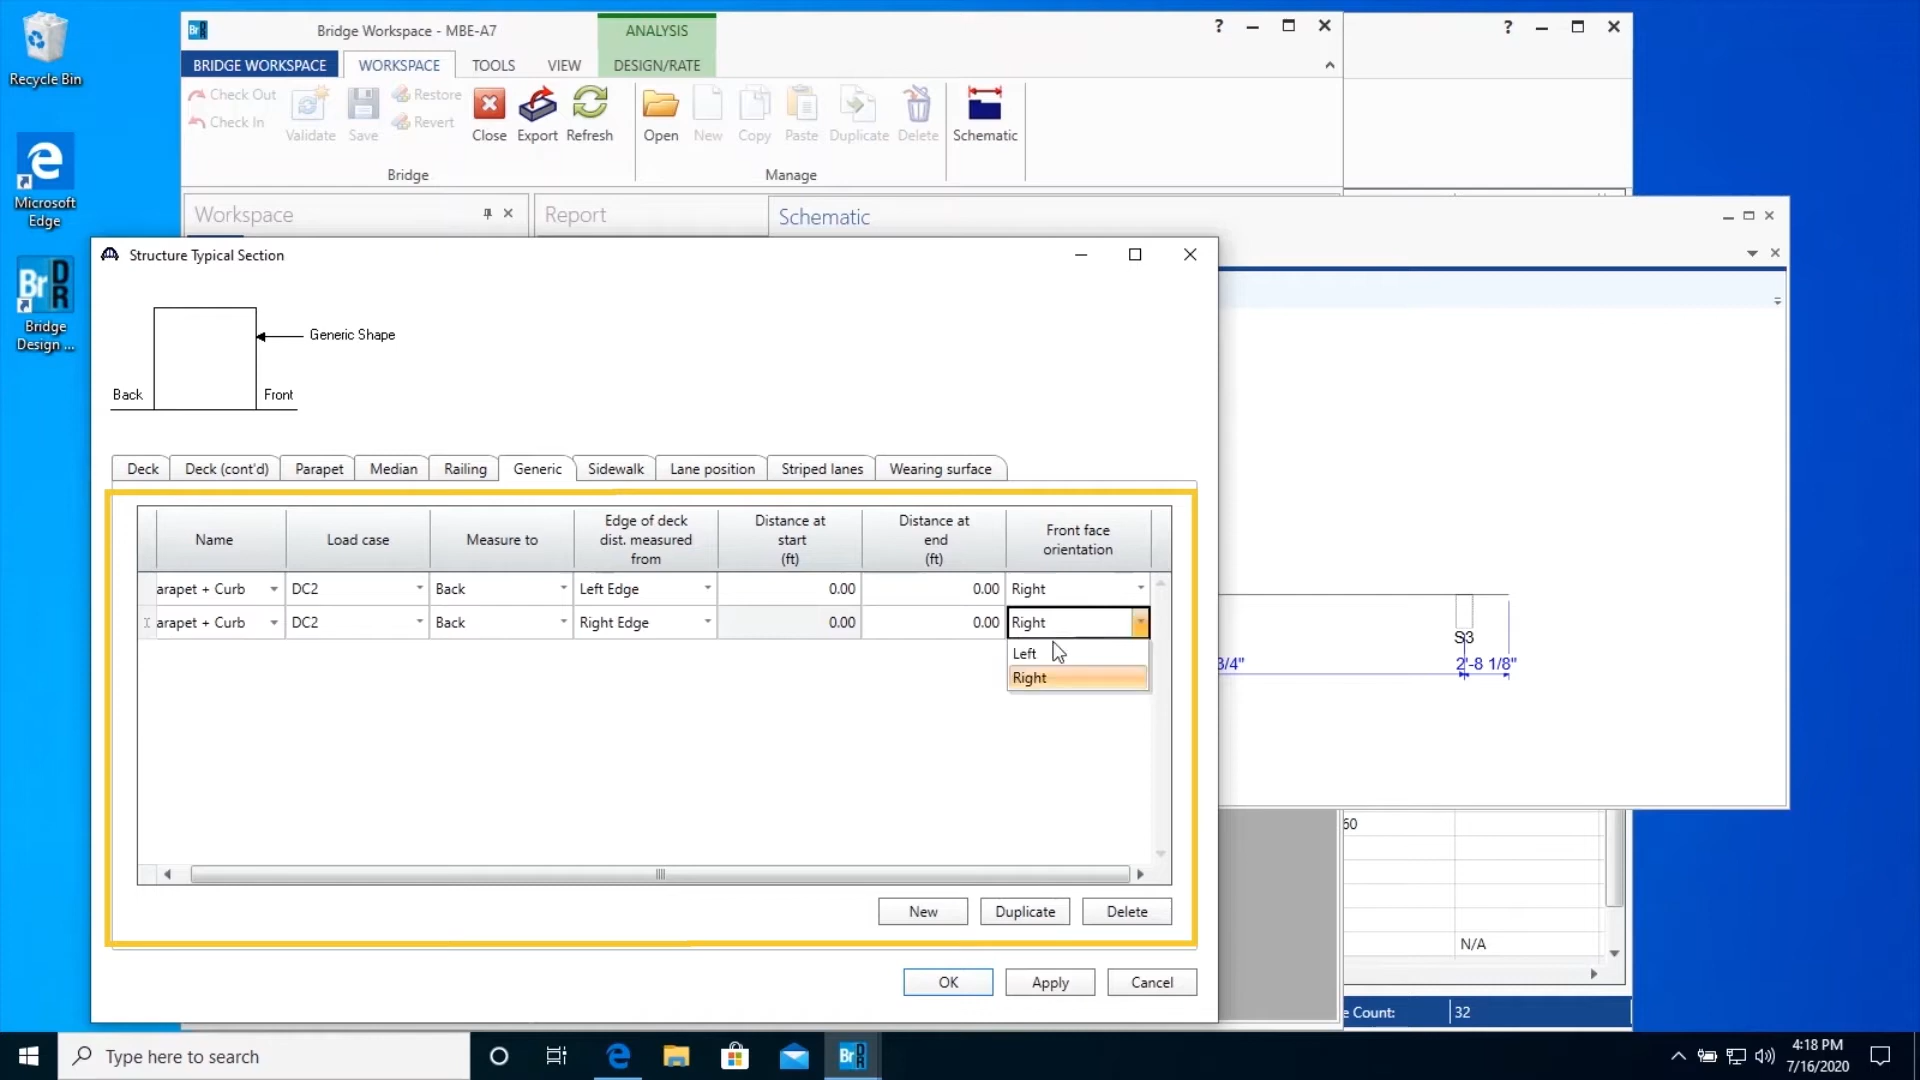 Recycle Bin
Microsoft
Edge
Bridge
Design ...
Bridge Workspace - MBE-A7
ANALYSIS
BRIDGE WORKSPACE
WORKSPACE
TOOLS
VIEW
DESIGN/RATE
Check Out
Check In
Validate
Save
Restore
Revert
Close
Export
Refresh
Open
New
Copy
Paste
Duplicate
Delete
Schematic
Bridge
Manage
Workspace
Report
Schematic
Structure Typical Section
Generic Shape
Back
Front
Deck
Deck (cont'd)
Parapet
Median
Railing
Generic
Sidewalk
Lane position
Striped lanes
Wearing surface
Name
Load case
Measure to
Edge of deck
dist. measured
from
Distance at
start
(ft)
Distance at
end
(ft)
Front face
orientation
arapet + Curb
DC2
Back
Left Edge
0.00
0.00
Right
arapet + Curb
DC2
Back
Right Edge
0.00
0.00
Right
Left
Right
S3
3/4"
2'-8 1/8"
New
Duplicate
Delete
OK
Apply
Cancel
60
N/A
e Count:
32
Type here to search
4:18 PM
7/16/2020